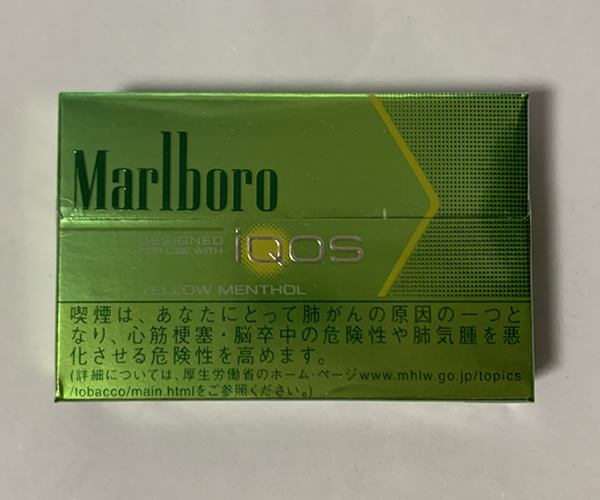 Marlboro
DESIGNED
FOR USE WITH
iQOS
YELLOW MENTHOL
喫煙は、あなたにとって肺がんの原因の一つと
なり、心筋梗塞・脳卒中の危険性や肺気腫を悪
化させる危険性を高めます。
(詳細については、厚生労働省のホーム・ページwww.mhlw.go.jp/topics
/tobacco/main.htmlをご参照ください。)